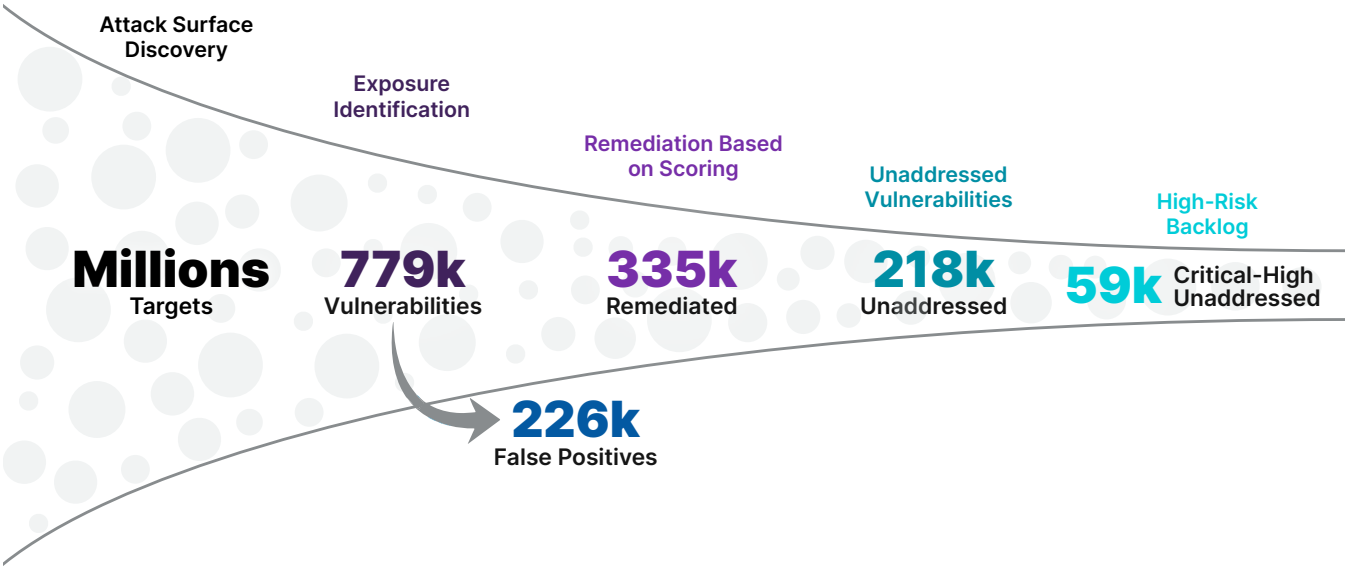 Attack Surface
Discovery
Exposure
Identification
Remediation Based
on Scoring
Unaddressed
Vulnerabilities
High-Risk
Backlog
Millions
Targets
779k
Vulnerabilities
335k
Remediated
218k
Unaddressed
59k
Critical-High
Unaddressed
226k
False Positives